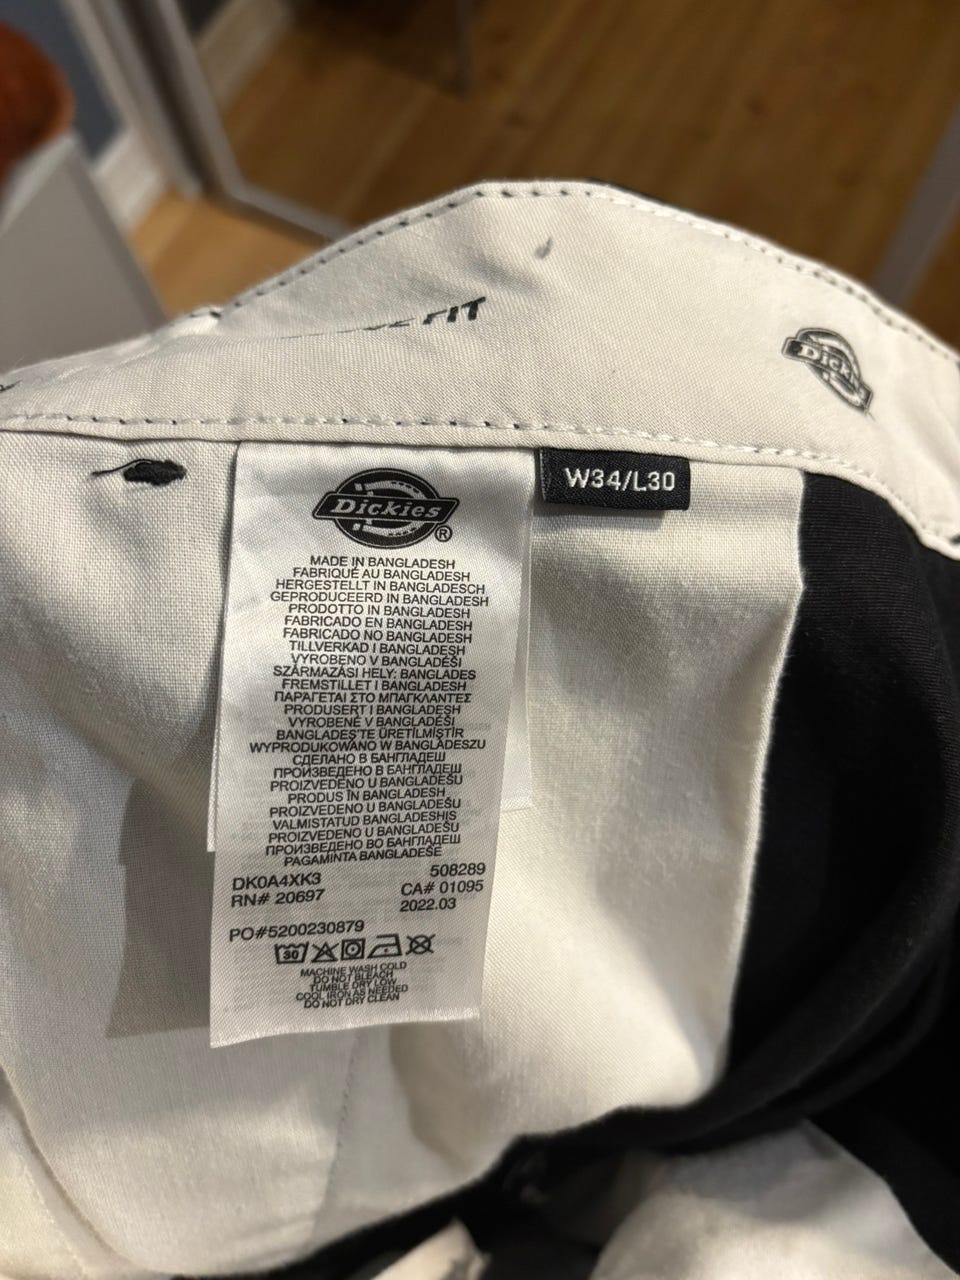 FIT
Dickies
W34/L30
Dickies®
MADE IN BANGLADESH
FABRIQUÉ AU BANGLADESH
HERGESTELLT IN BANGLADESCH
GEPRODUCEERD IN BANGLADESH
PRODOTTO IN BANGLADESH
FABRICADO EN BANGLADESH
FABRICADO NO BANGLADESH
TILLVERKAD I BANGLADESH
VYROBENO V BANGLADÉŠI
SZÁRMAZÁSI HELY: BANGLADES
FREMSTILLET I BANGLADESH
ΠΑΡΑΓΕΤΑΙ ΣΤΟ ΜΠΑΓΚΛΑΝΤΕΣ
PRODUSERT I BANGLADESH
VYROBENÉ V BANGLADÉŠI
BANGLADEŞ'TE ÜRETİLMİŞTİR
WYPRODUKOWANO W BANGLADESZU
СДЕЛАНО В БАНГЛАДЕШ
ПРОИЗВЕДЕНО В БАНГЛАДЕШ
PROIZVEDENO U BANGLADEŠU
PRODUS ÎN BANGLADESH
PROIZVEDENO U BANGLADEŠU
VALMISTATUD BANGLADESHIS
PROIZVEDENO U BANGLADEŠU
ПРОИЗВЕДЕНО ВО БАНГЛАДЕШ
PAGAMINTA BANGLADEŠE
DK0A4XK3 508289
RN# 20697 CA# 01095
2022.03
PO#5200230879
30
MACHINE WASH COLD
DO NOT BLEACH
TUMBLE DRY LOW
COOL IRON AS NEEDED
DO NOT DRY CLEAN